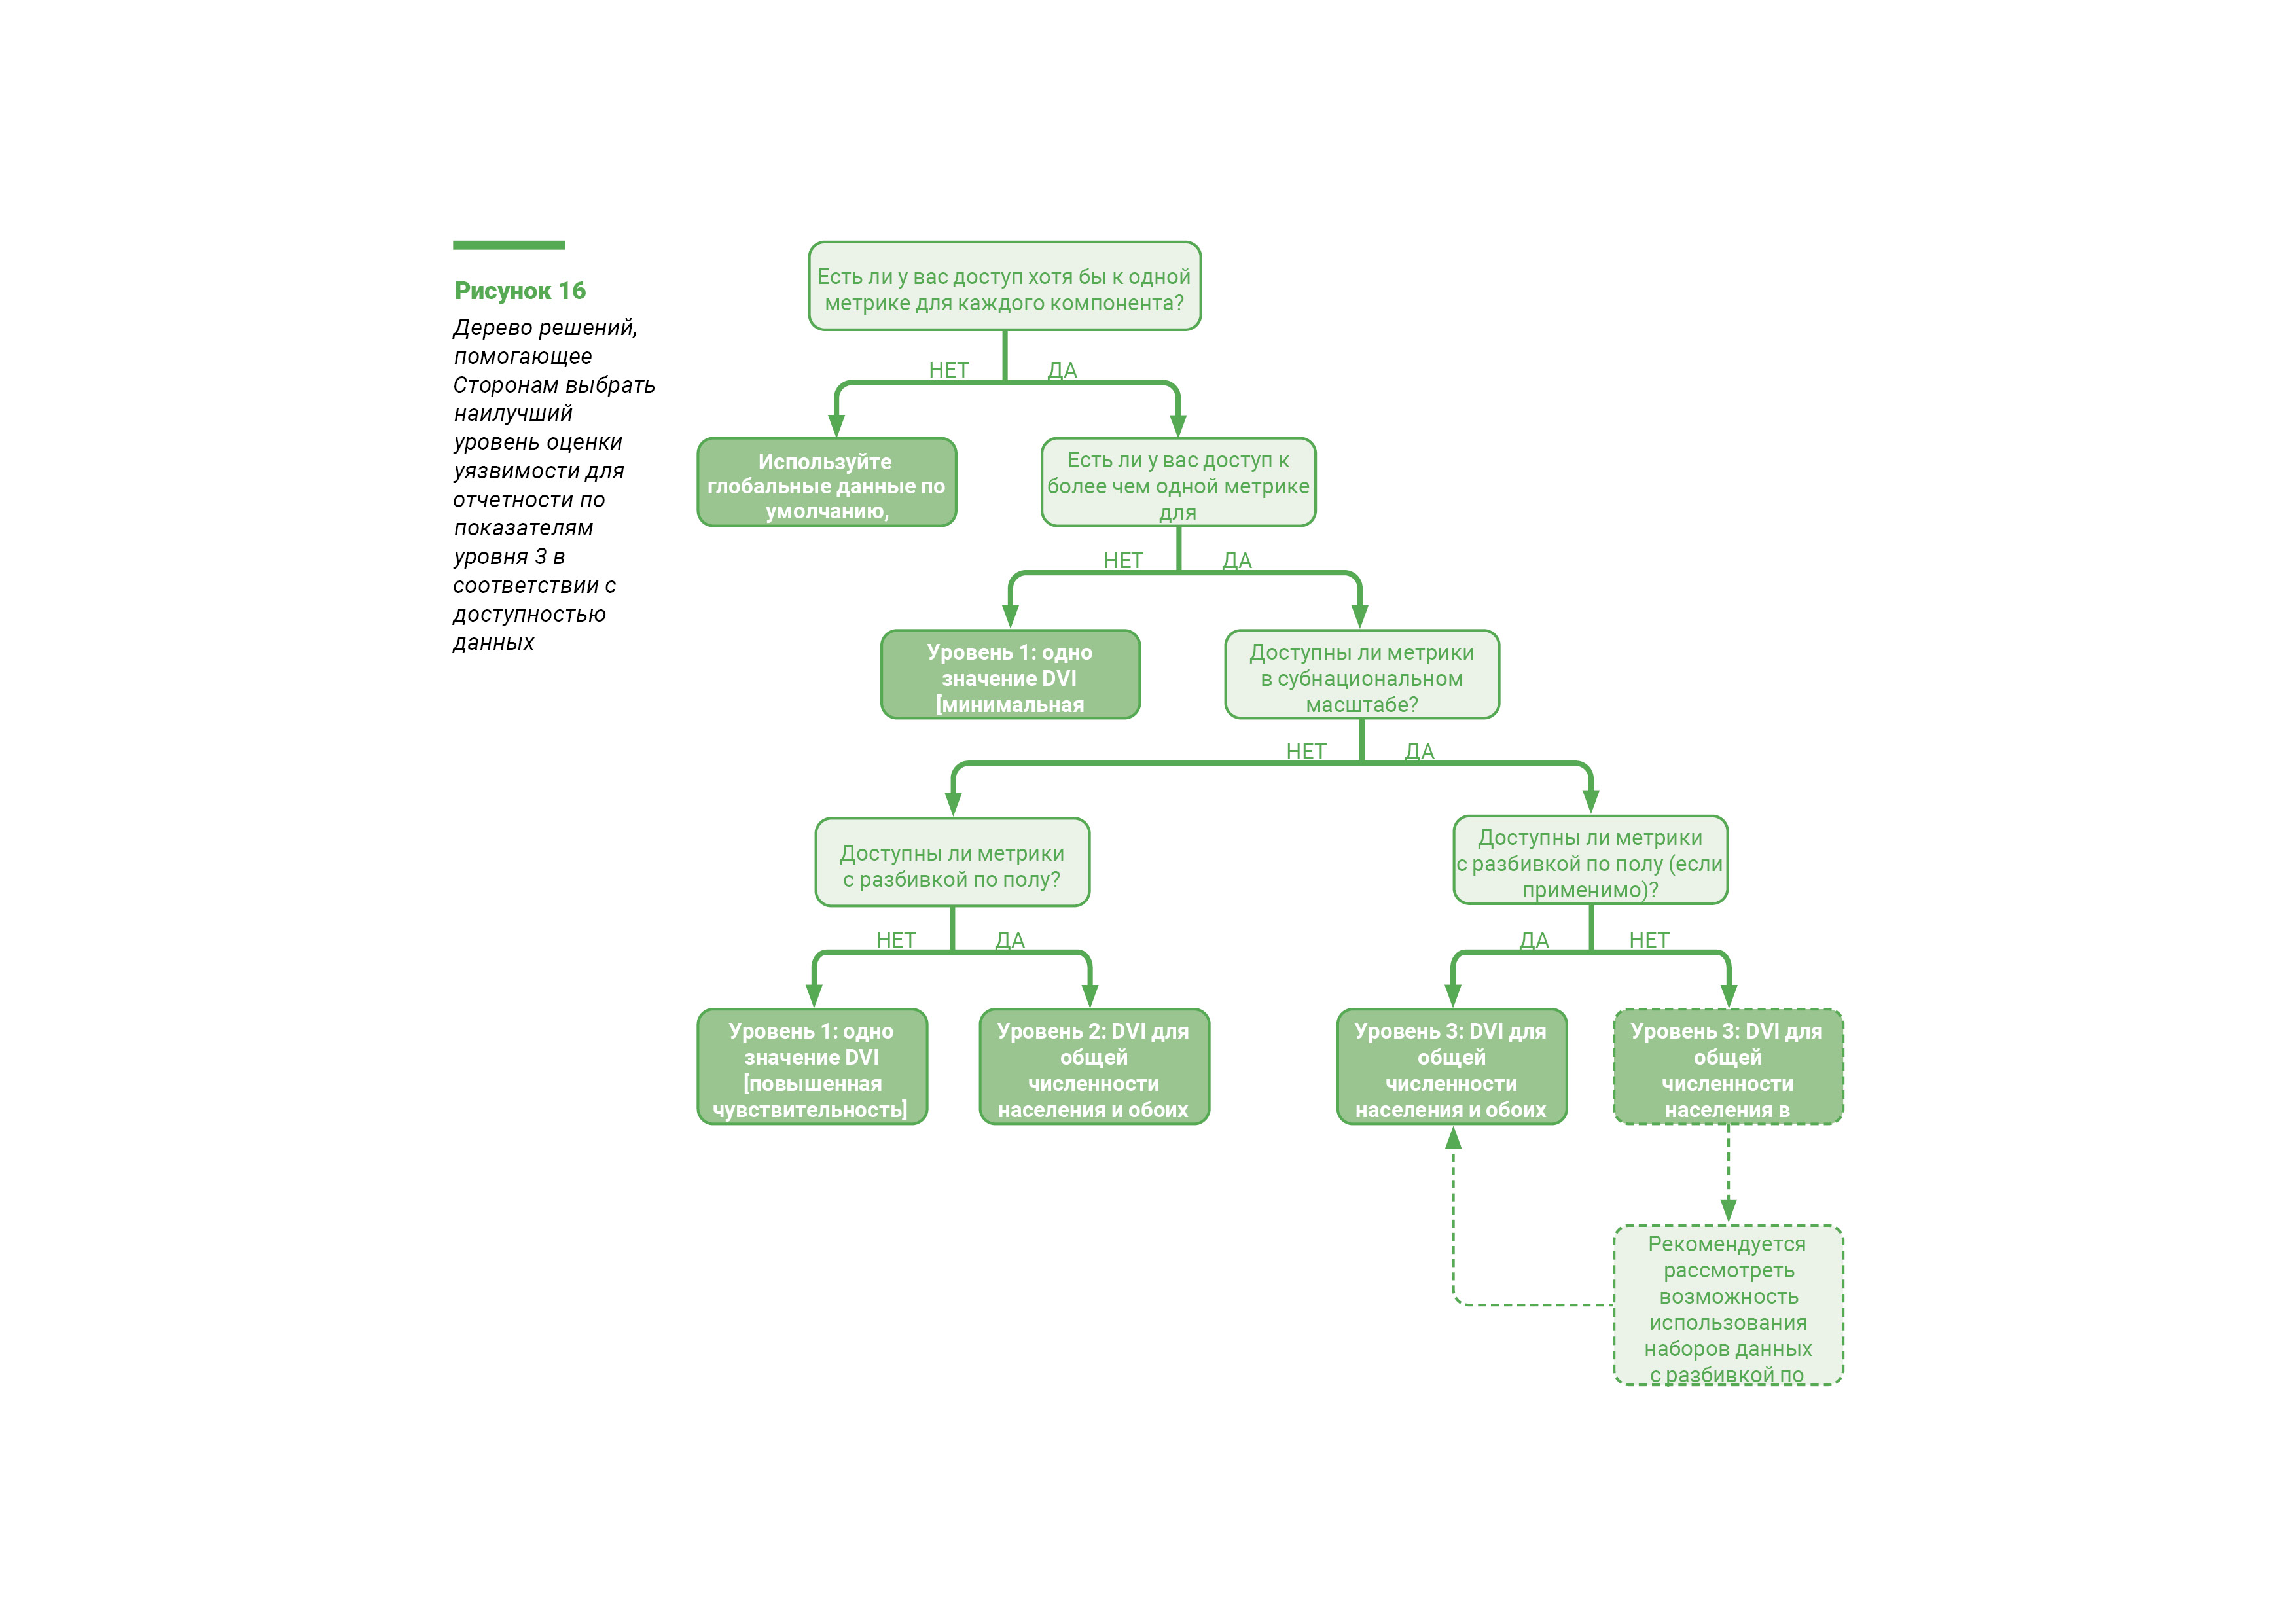 Рисунок 16
Дерево решений,
помогающее
Сторонам выбрать
наилучший
уровень оценки
уязвимости для
отчетности по
показателям
уровня 3 в
соответствии с
доступностью
данных
Есть ли у вас доступ хотя бы к одной
метрике для каждого компонента?
НЕТ
ДА
Используйте
глобальные данные по
умолчанию,
Есть ли у вас доступ к
более чем одной метрике
для
НЕТ
ДА
Уровень 1: одно
значение DVI
[минимальная
Доступны ли метрики
в субнациональном
масштабе?
НЕТ
ДА
Доступны ли метрики
с разбивкой по полу?
Доступны ли метрики
с разбивкой по полу (если
применимо)?
НЕТ
ДА
ДА
НЕТ
Уровень 1: одно
значение DVI
[повышенная
чувствительность]
Уровень 2: DVI для
общей
численности
населения и обоих
Уровень 3: DVI для
общей
численности
населения и обоих
Уровень 3: DVI для
общей
численности
населения в
Рекомендуется
рассмотреть
возможность
использования
наборов данных
с разбивкой по